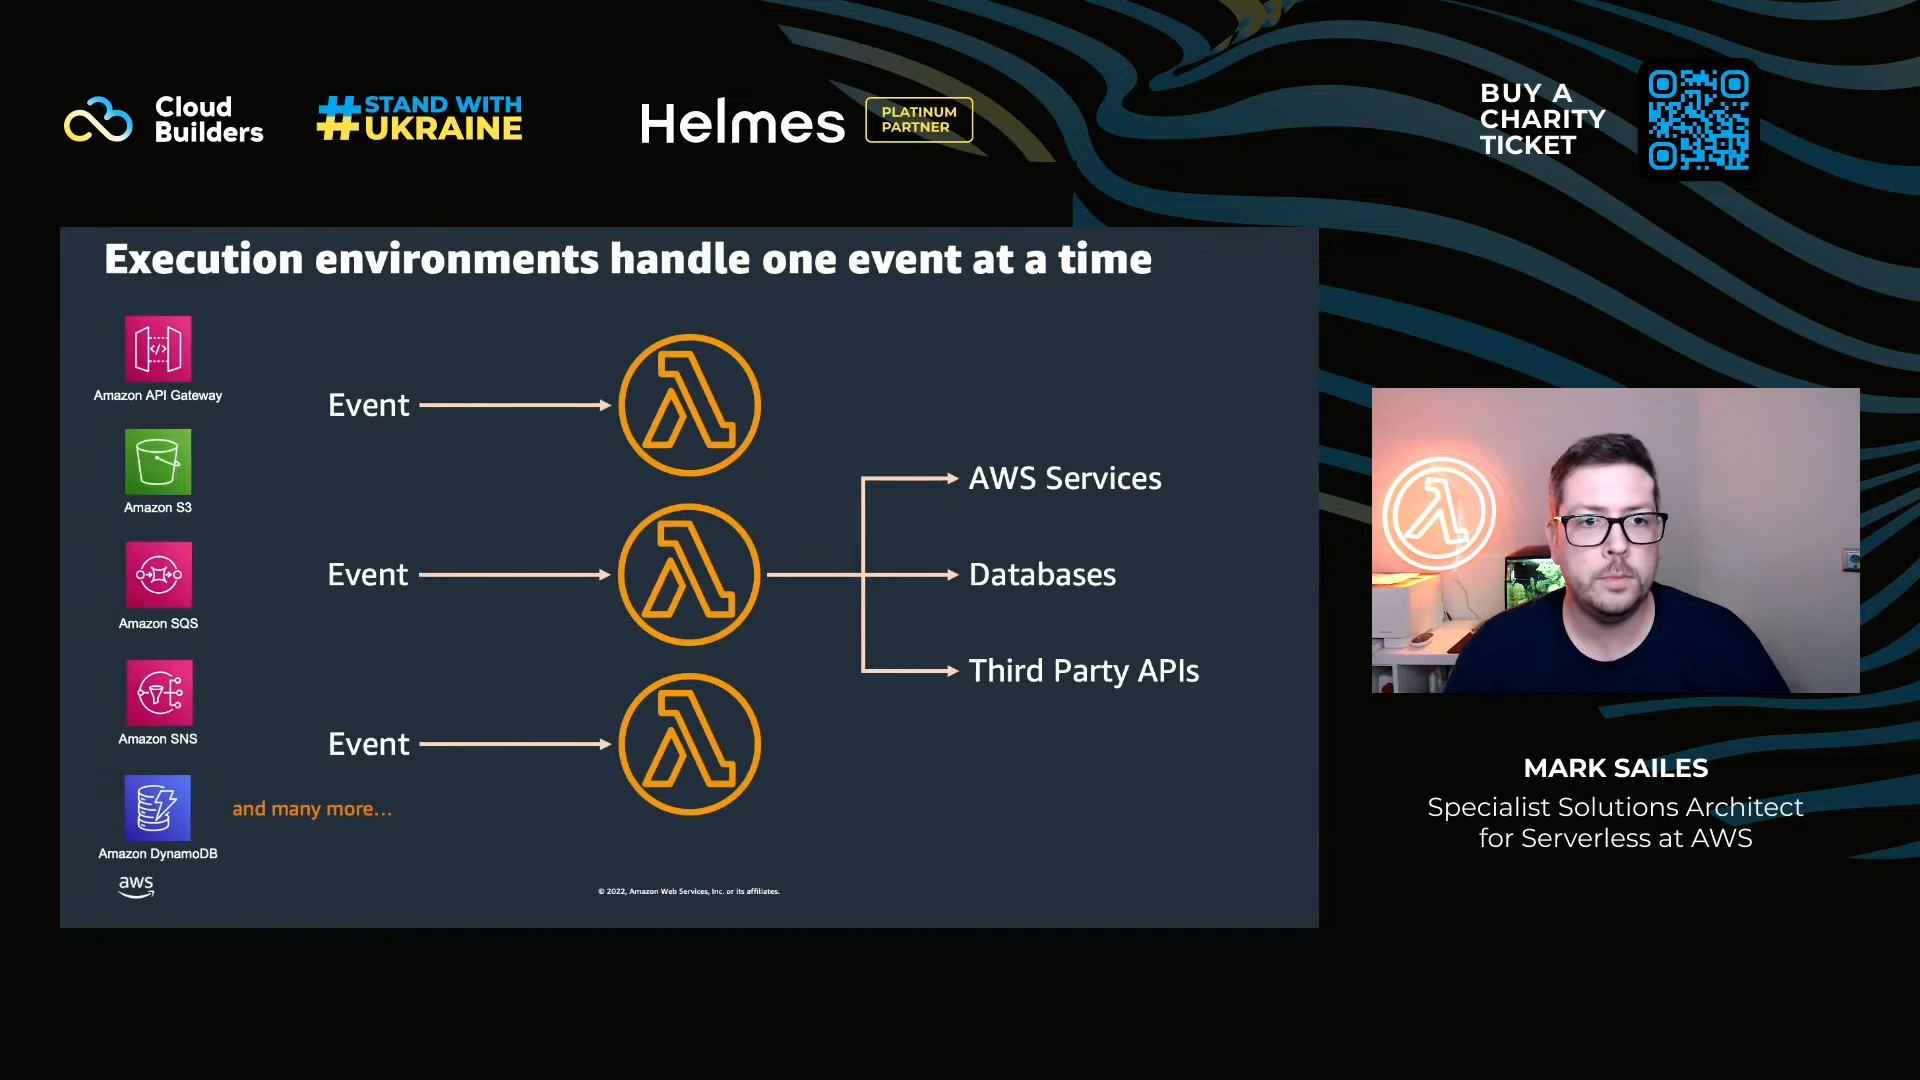 Cloud
Builders
#STAND WITH
#UKRAINE
Helmes
PLATINUM
PARTNER
BUY A
CHARITY
TICKET
Execution environments handle one event at a time
Amazon API Gateway
Amazon S3
Amazon SQS
Amazon SNS
Amazon DynamoDB
and many more...
Event
Event
Event
AWS Services
Databases
Third Party APIs
aws
© 2022, Amazon Web Services, Inc. or its affiliates.
MARK SAILES
Specialist Solutions Architect
for Serverless at AWS